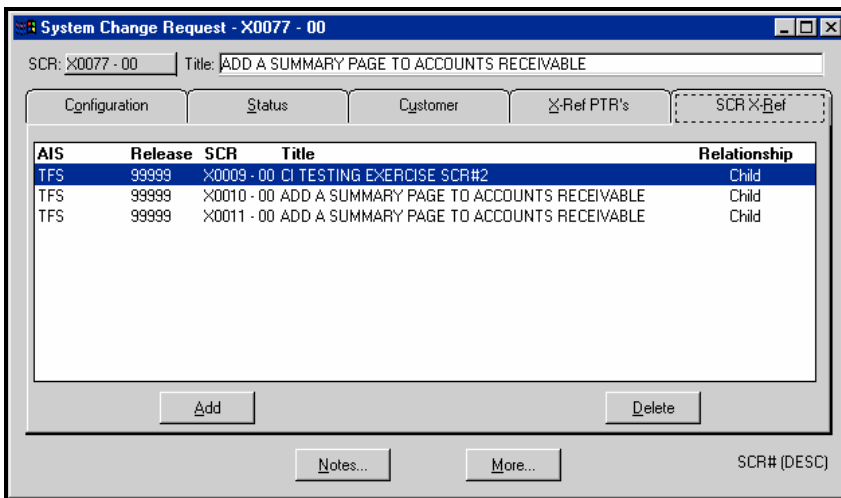 System Change Request - X0077 - 00
SCR: X0077 - 00 Title: ADD A SUMMARY PAGE TO ACCOUNTS RECEIVABLE
Configuration Status Customer X-Ref PTR's SCR X-Ref
AIS Release SCR Title Relationship
TFS 99999 X0009 - 00 CI TESTING EXERCISE SCR#2 Child
TFS 99999 X0010 - 00 ADD A SUMMARY PAGE TO ACCOUNTS RECEIVABLE Child
TFS 99999 X0011 - 00 ADD A SUMMARY PAGE TO ACCOUNTS RECEIVABLE Child
Add Delete
Notes... More... SCR# (DESC)